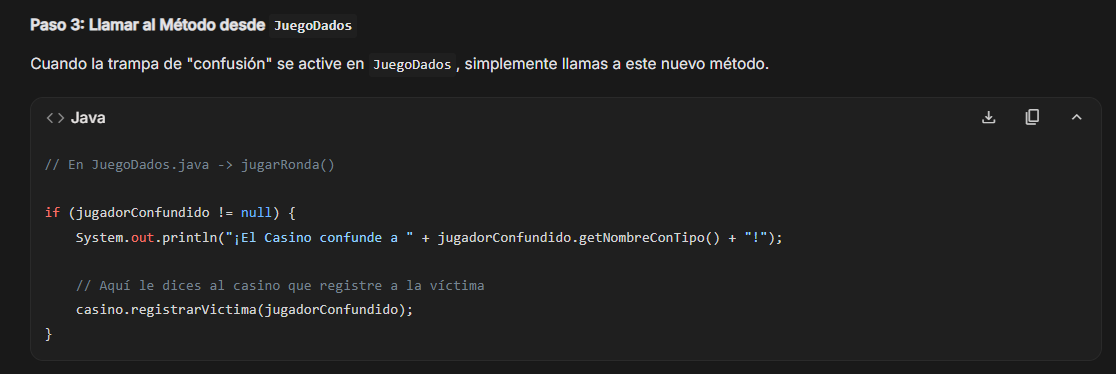 Paso 3: Llamar al Método desde JuegoDados
Cuando la trampa de "confusión" se active en JuegoDados, simplemente llamas a este nuevo método.
<> Java
// En JuegoDados.java -> jugarRonda()
if (jugadorConfundido != null) {
    System.out.println("¡El Casino confunde a " + jugadorConfundido.getNombreConTipo() + "!");
    // Aquí le dices al casino que registre a la víctima
    casino.registrarVictima(jugadorConfundido);
}